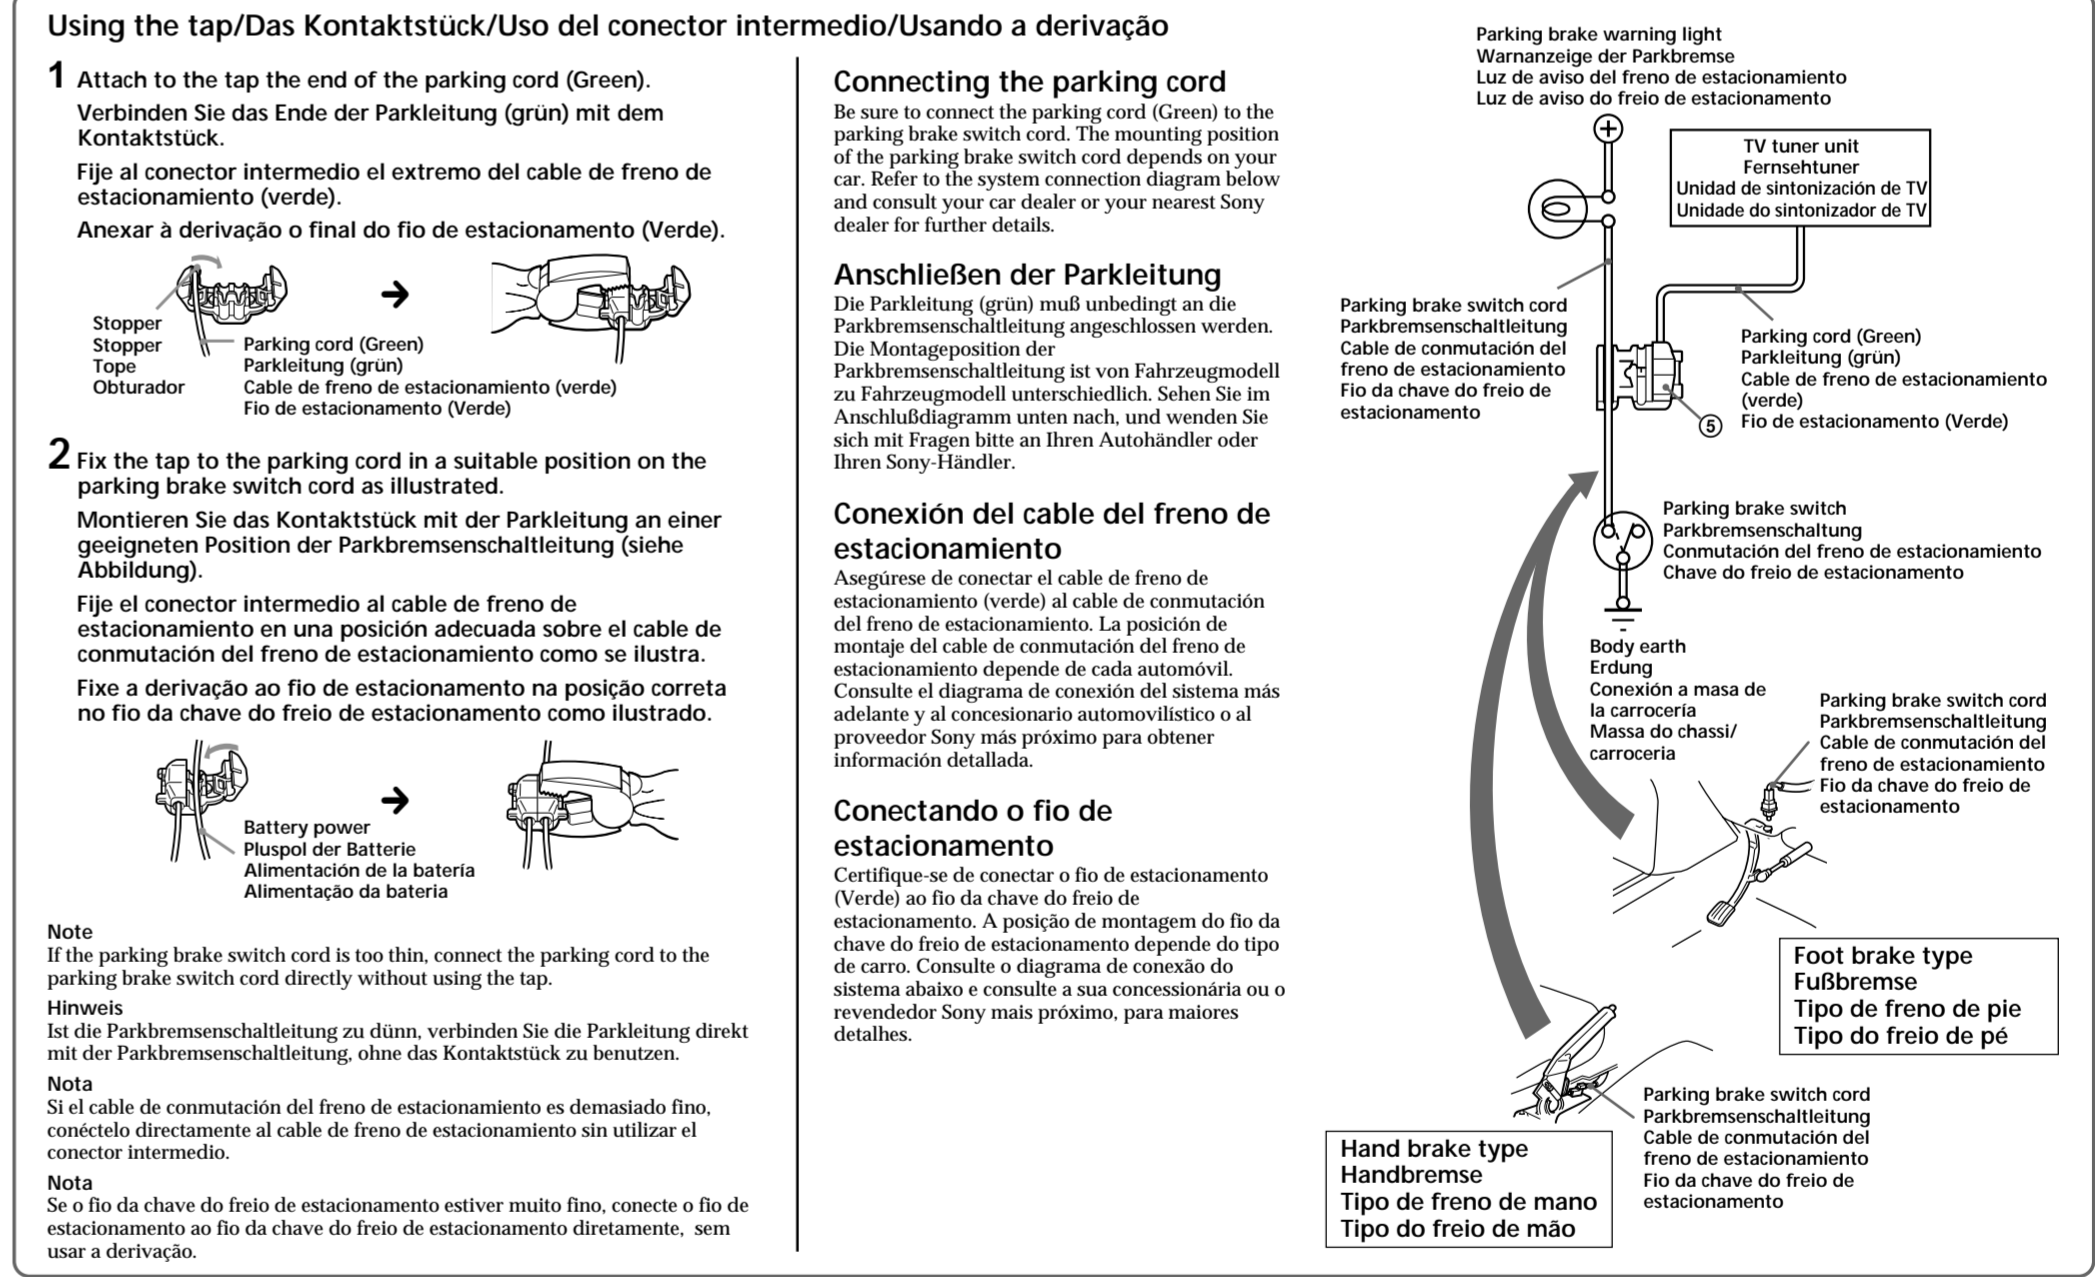 Using the tap/Das Kontaktstück/Uso del conector intermedio/Usando a derivação
1 Attach to the tap the end of the parking cord (Green).
Verbinden Sie das Ende der Parkleitung (grün) mit dem
Kontaktstück.
Fije al conector intermedio el extremo del cable de freno de
estacionamiento (verde).
Anexar à derivação o final do fio de estacionamento (Verde).
Stopper
Stopper
Tope
Obturador
Parking cord (Green)
Parkleitung (grün)
Cable de freno de estacionamiento (verde)
Fio de estacionamento (Verde)
2 Fix the tap to the parking cord in a suitable position on the
parking brake switch cord as illustrated.
Montieren Sie das Kontaktstück mit der Parkleitung an einer
geeigneten Position der Parkbremsenschaltleitung (siehe
Abbildung).
Fije el conector intermedio al cable de freno de
estacionamiento en una posición adecuada sobre el cable de
conmutación del freno de estacionamiento como se ilustra.
Fixe a derivação ao fio de estacionamento na posição correta
no fio da chave do freio de estacionamento como ilustrado.
Battery power
Pluspol der Batterie
Alimentación de la batería
Alimentação da bateria
Note
If the parking brake switch cord is too thin, connect the parking cord to the
parking brake switch cord directly without using the tap.
Hinweis
Ist die Parkbremsenschaltleitung zu dünn, verbinden Sie die Parkleitung direkt
mit der Parkbremsenschaltleitung, ohne das Kontaktstück zu benutzen.
Nota
Si el cable de conmutación del freno de estacionamiento es demasiado fino,
conéctelo directamente al cable de freno de estacionamiento sin utilizar el
conector intermedio.
Nota
Se o fio da chave do freio de estacionamento estiver muito fino, conecte o fio de
estacionamento ao fio da chave do freio de estacionamento diretamente, sem
usar a derivação.
Connecting the parking cord
Be sure to connect the parking cord (Green) to the
parking brake switch cord. The mounting position
of the parking brake switch cord depends on your
car. Refer to the system connection diagram below
and consult your car dealer or your nearest Sony
dealer for further details.
Anschließen der Parkleitung
Die Parkleitung (grün) muß unbedingt an die
Parkbremsenschaltleitung angeschlossen werden.
Die Montageposition der
Parkbremsenschaltleitung ist von Fahrzeugmodell
zu Fahrzeugmodell unterschiedlich. Sehen Sie im
Anschlußdiagramm unten nach, und wenden Sie
sich mit Fragen bitte an Ihren Autohändler oder
Ihren Sony-Händler.
Conexión del cable del freno de
estacionamiento
Asegúrese de conectar el cable de freno de
estacionamiento (verde) al cable de conmutación
del freno de estacionamiento. La posición de
montaje del cable de conmutación del freno de
estacionamiento depende de cada automóvil.
Consulte el diagrama de conexión del sistema más
adelante y al concesionario automovilístico o al
proveedor Sony más próximo para obtener
información detallada.
Conectando o fio de
estacionamento
Certifique-se de conectar o fio de estacionamento
(Verde) ao fio da chave do freio de
estacionamento. A posição de montagem do fio da
chave do freio de estacionamento depende do tipo
de carro. Consulte o diagrama de conexão do
sistema abaixo e consulte a sua concessionária ou o
revendedor Sony mais próximo, para maiores
detalhes.
Parking brake warning light
Warnanzeige der Parkbremse
Luz de aviso del freno de estacionamiento
Luz de aviso do freio de estacionamento
TV tuner unit
Fernsehtuner
Unidad de sintonización de TV
Unidade do sintonizador de TV
Parking brake switch cord
Parkbremsenschaltleitung
Cable de conmutación del
freno de estacionamiento
Fio da chave do freio de
estacionamento
Parking cord (Green)
Parkleitung (grün)
Cable de freno de estacionamiento
(verde)
Fio de estacionamento (Verde)
⑤
Parking brake switch
Parkbremsenschaltung
Conmutación del freno de estacionamiento
Chave do freio de estacionamento
Body earth
Erdung
Conexión a masa de
la carrocería
Massa do chassi/
carroceria
Parking brake switch cord
Parkbremsenschaltleitung
Cable de conmutación del
freno de estacionamiento
Fio da chave do freio de
estacionamento
Foot brake type
Fußbremse
Tipo de freno de pie
Tipo do freio de pé
Parking brake switch cord
Parkbremsenschaltleitung
Cable de conmutación del
freno de estacionamiento
Fio da chave do freio de
estacionamento
Hand brake type
Handbremse
Tipo de freno de mano
Tipo do freio de mão